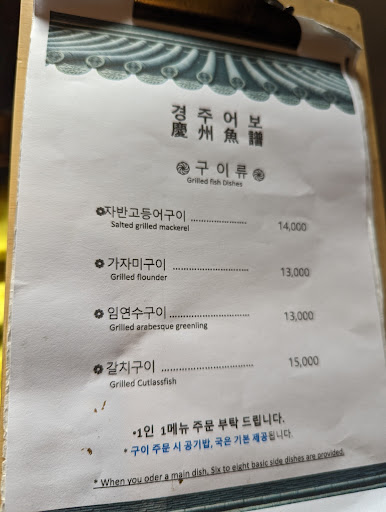 경주어보
慶州魚譜
구이류
Grilled fish Dishes
자반고등어구이 ..................... 14,000
Salted grilled mackerel
가자미구이 ............................ 13,000
Grilled flounder
임연수구이 ............................ 13,000
Grilled arabesque greenling
갈치구이 ................................ 15,000
Grilled Cutlassfish
•1인 1메뉴 주문 부탁 드립니다.
* 구이 주문 시 공기밥, 국은 기본 제공됩니다.
* When you oder a main dish, Six to eight basic side dishes are provided.